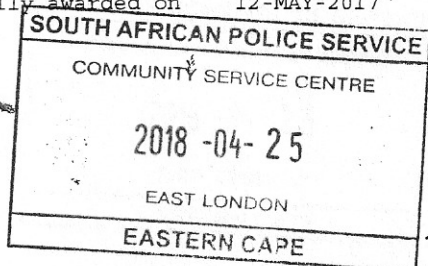 awarded on 12-MAY-2017
SOUTH AFRICAN POLICE SERVICE
COMMUNITY SERVICE CENTRE
2018 -04- 25
EAST LONDON
EASTERN CAPE